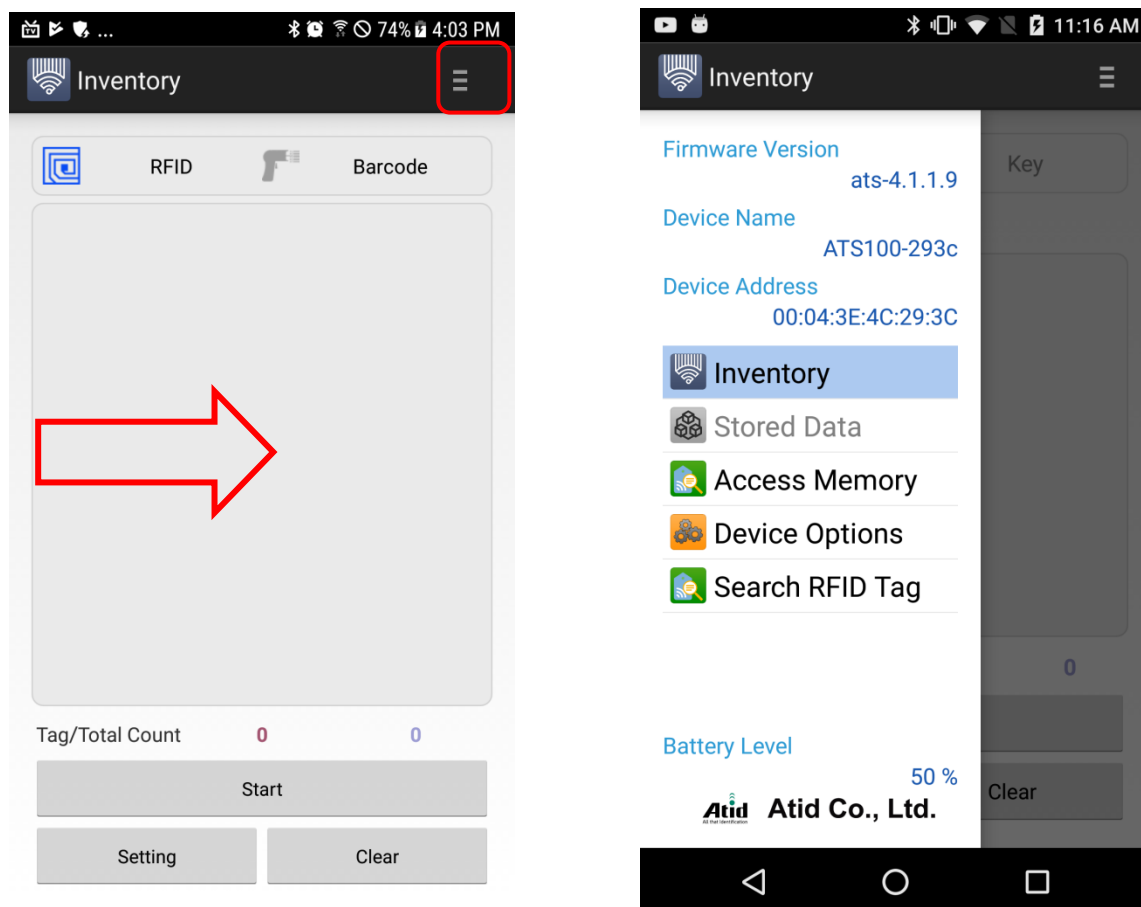 ... 74% 4:03 PM
Inventory
RFID Barcode
Tag/Total Count 0 0
Start
Setting Clear
11:16 AM
Inventory
Firmware Version
ats-4.1.1.9
Device Name
ATS100-293c
Device Address
00:04:3E:4C:29:3C
Inventory
Stored Data
Access Memory
Device Options
Search RFID Tag
Battery Level
50 %
Atid Atid Co., Ltd.
Key
0
Clear